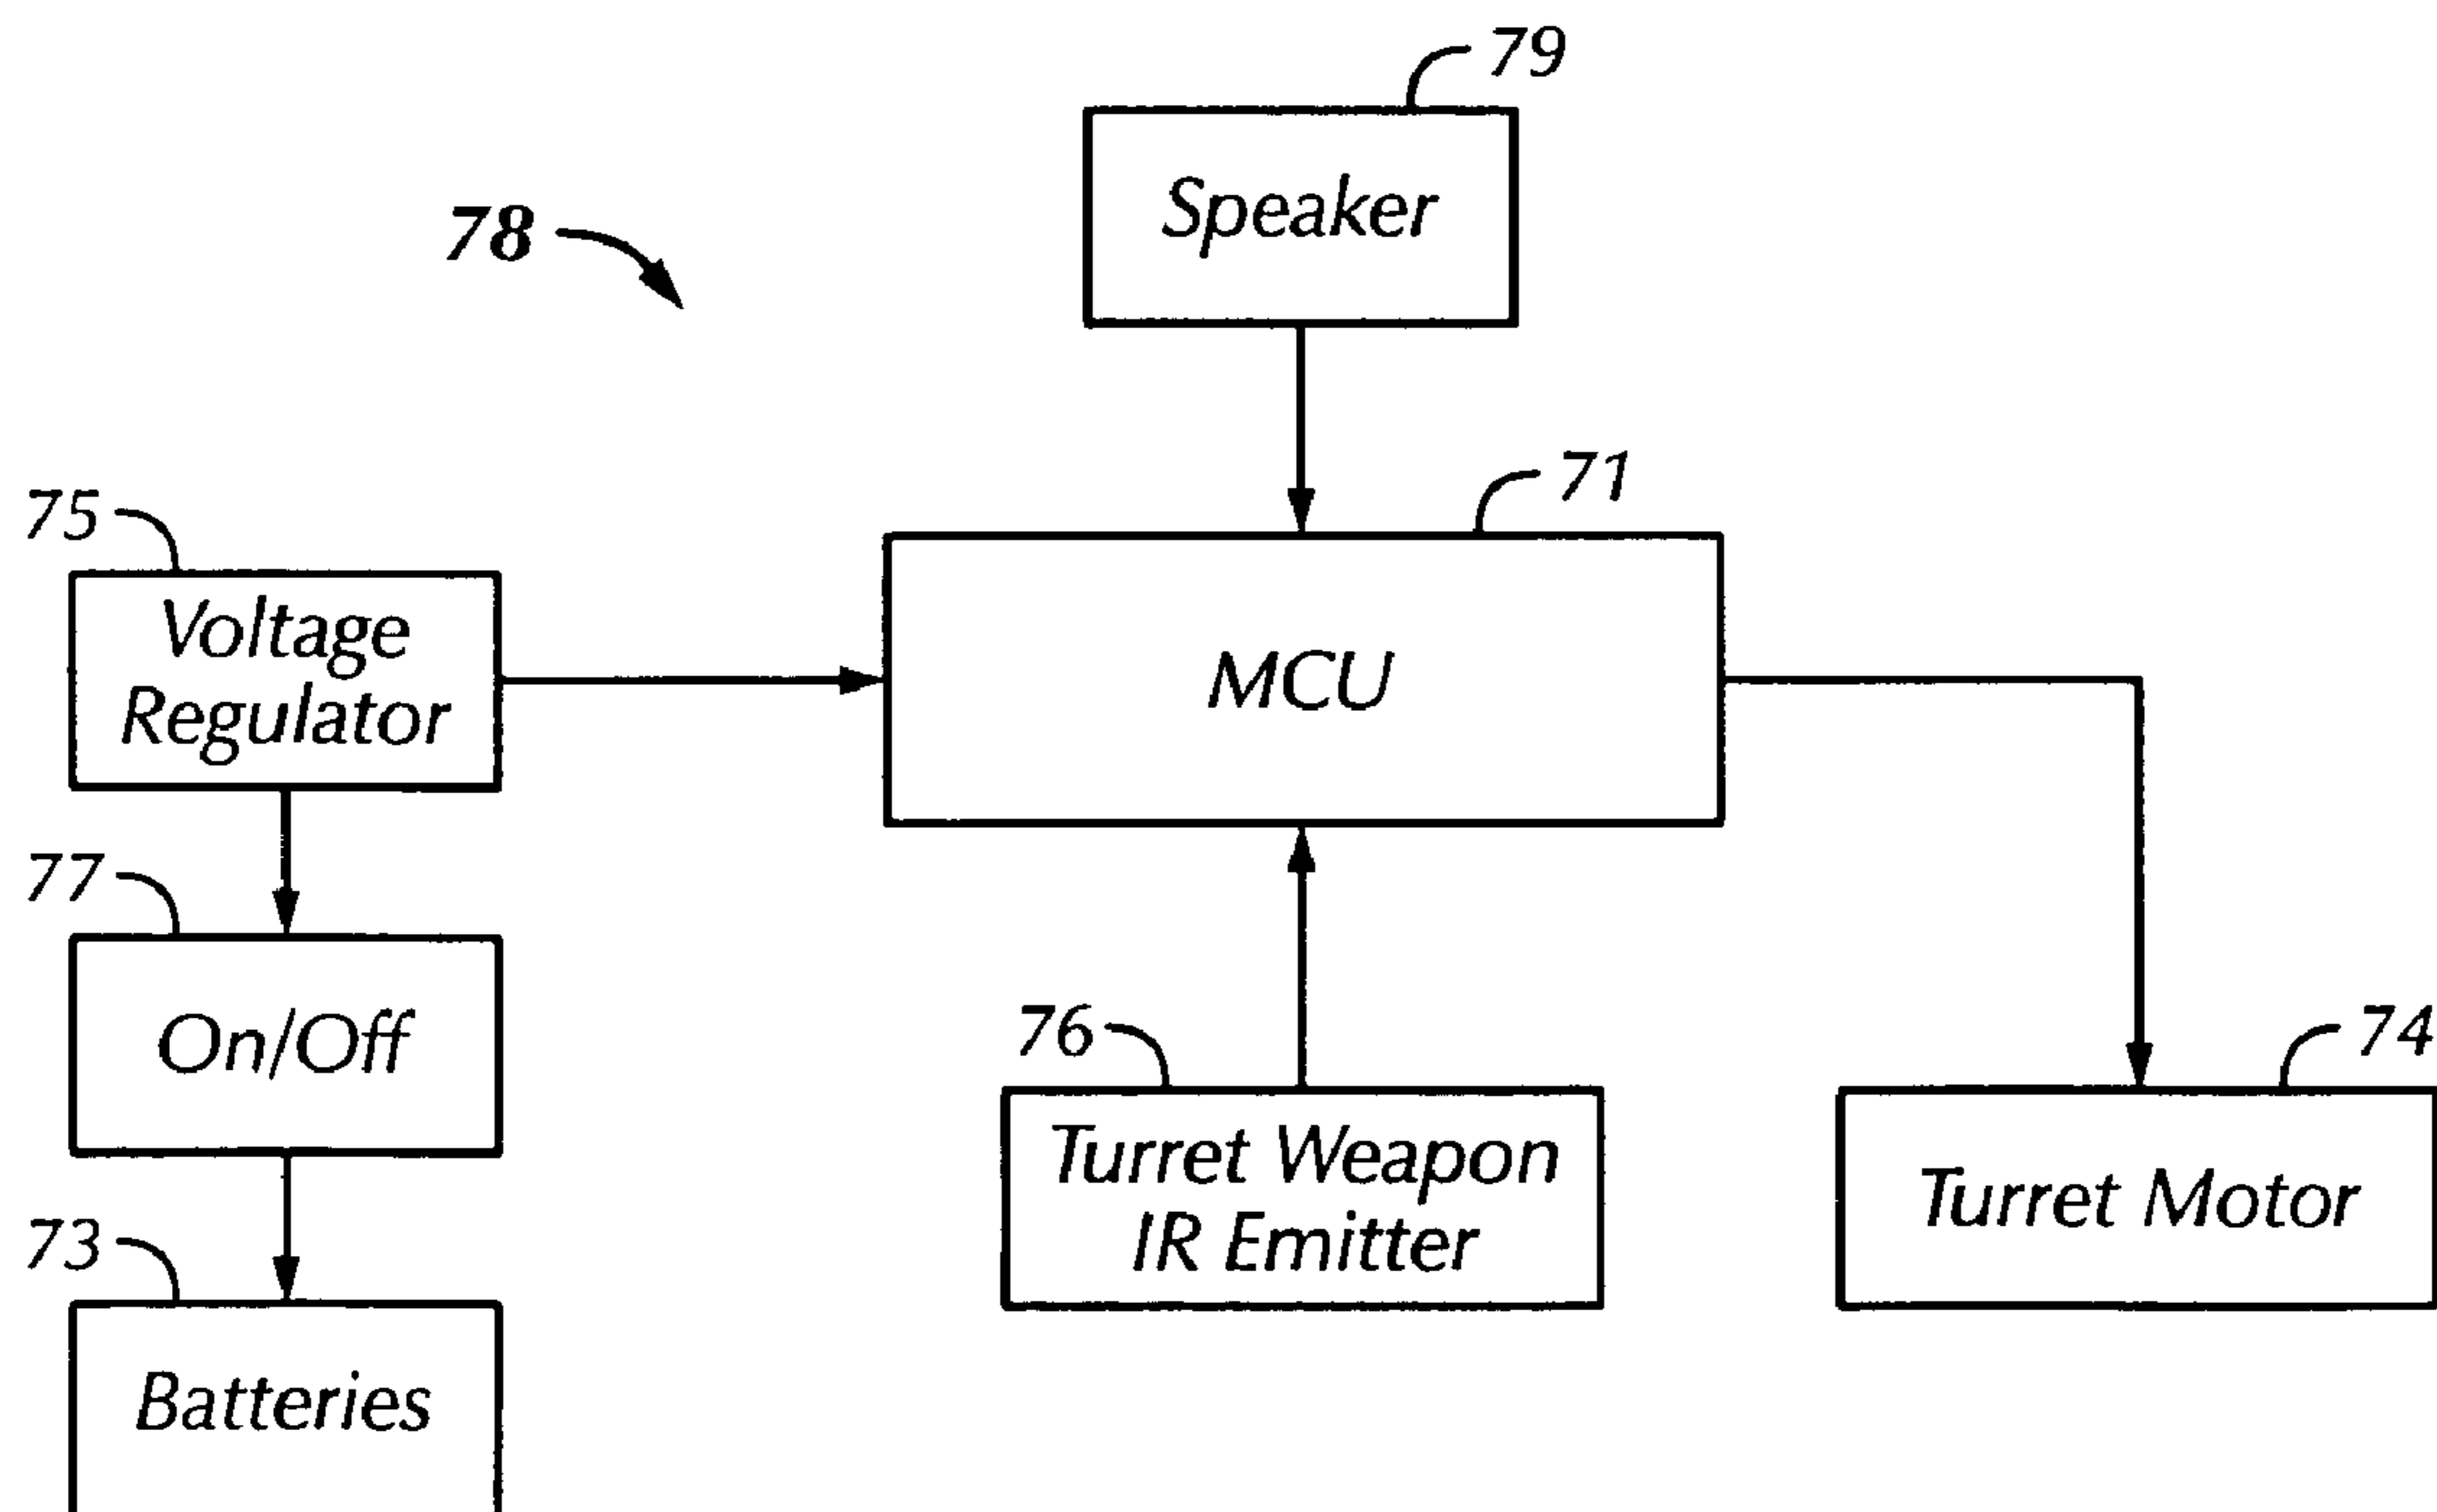 79
Speaker
78
71
75
Voltage
Regulator
MCU
77
On/Off
76
Turret Weapon
IR Emitter
74
Turret Motor
73
Batteries